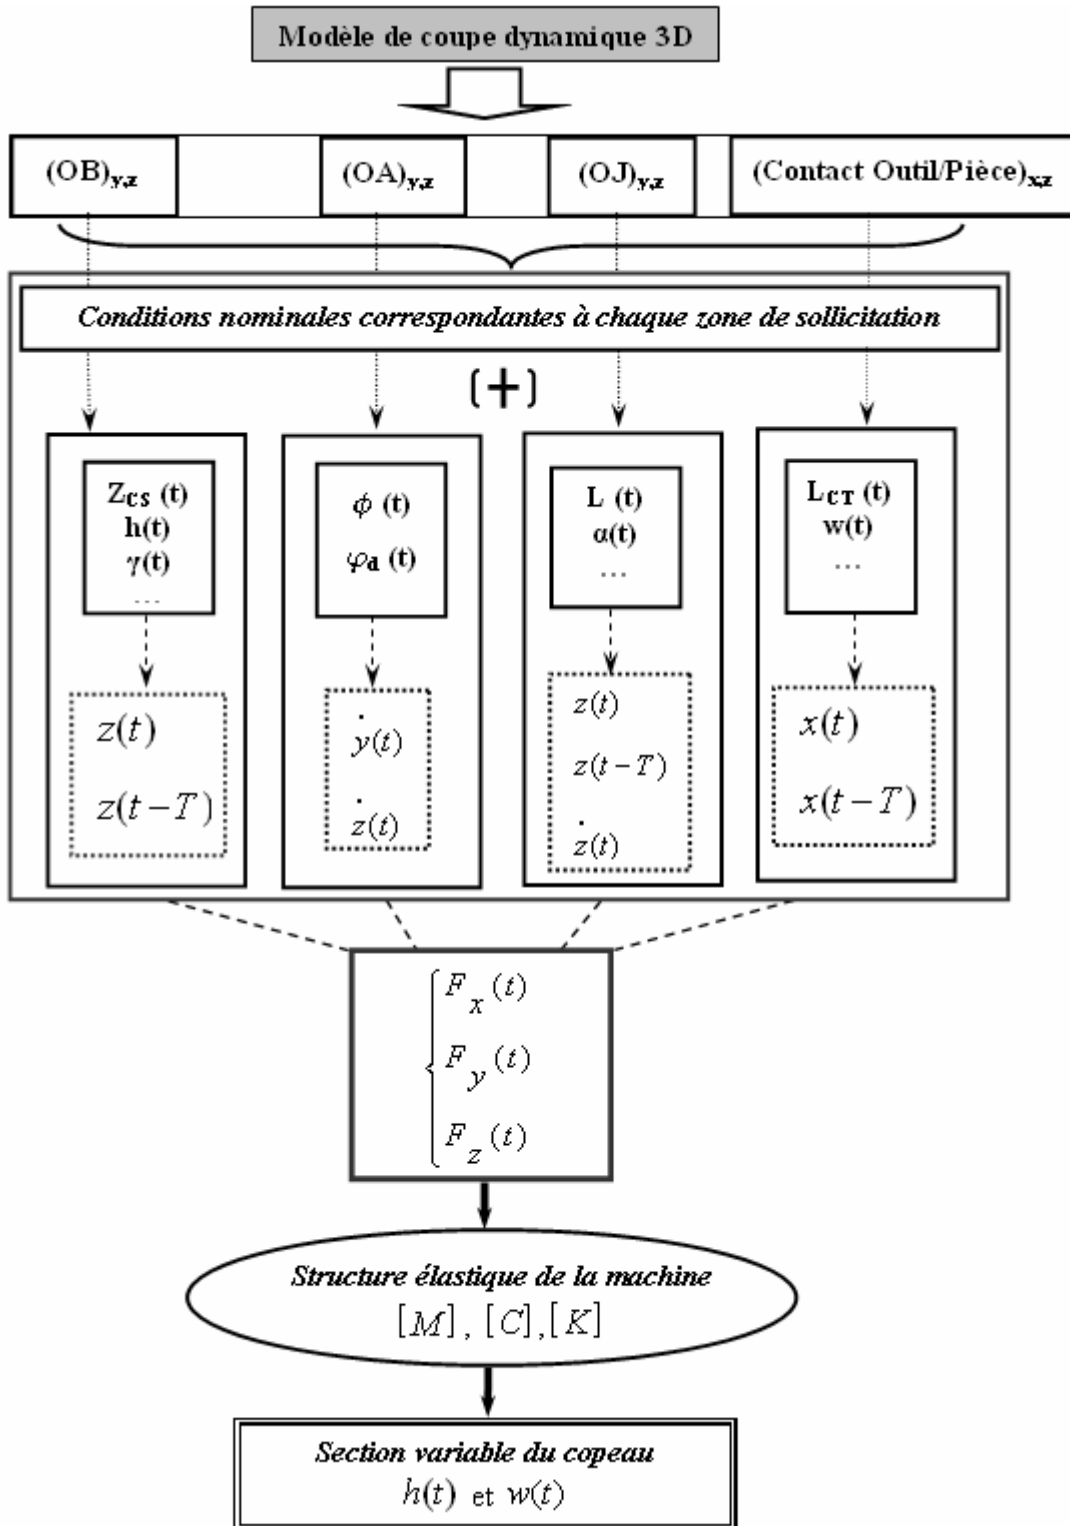 Modèle de coupe dynamique 3D
(OB)y,z
(OA)y,z
(OJ)y,z
(Contact Outil/Pièce)x,z
Conditions nominales correspondantes à chaque zone de sollicitation
(+)
ZCS (t)
h(t)
γ(t)
...
z(t)
z(t−T)
ϕ (t)
φd (t)
ẏ(t)
ż(t)
L (t)
α(t)
...
z(t)
z(t−T)
ż(t)
LCT (t)
w(t)
...
x(t)
x(t−T)
Fx(t)
Fy(t)
Fz(t)
Structure élastique de la machine
[M], [C],[K]
Section variable du copeau
h(t) et w(t)